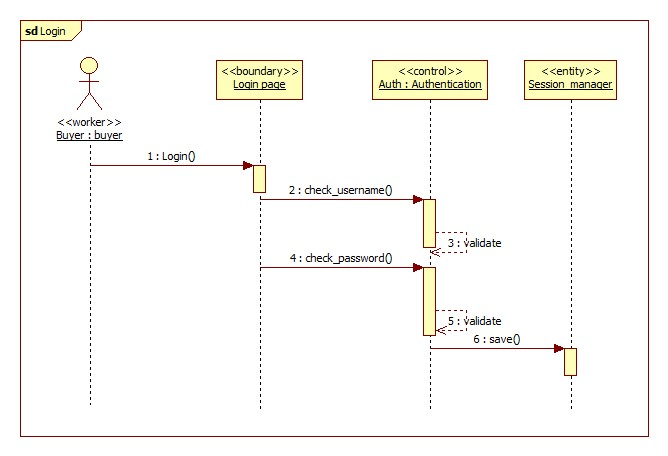 sd Login
<<boundary>>
Login page
<<control>>
Auth : Authentication
<<entity>>
Session_manager
<<worker>>
Buyer : buyer
1 : Login()
2 : check_username()
3 : validate
4 : check_password()
5 : validate
6 : save()